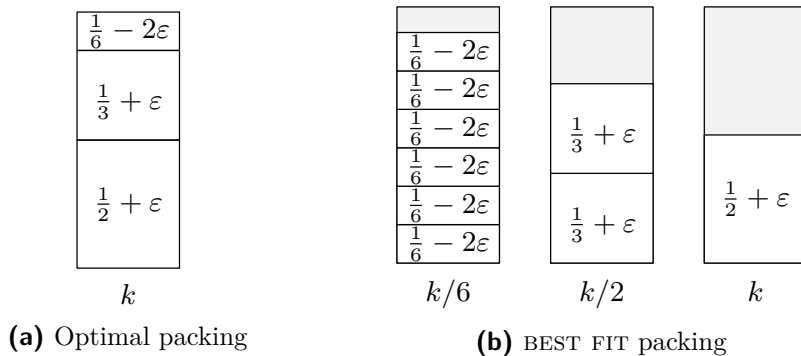 1/6 − 2ε
1/3 + ε
1/2 + ε
k
(a) Optimal packing
1/6 − 2ε
1/6 − 2ε
1/6 − 2ε
1/6 − 2ε
1/6 − 2ε
1/6 − 2ε
k/6
1/3 + ε
1/3 + ε
k/2
1/2 + ε
k
(b) BEST FIT packing